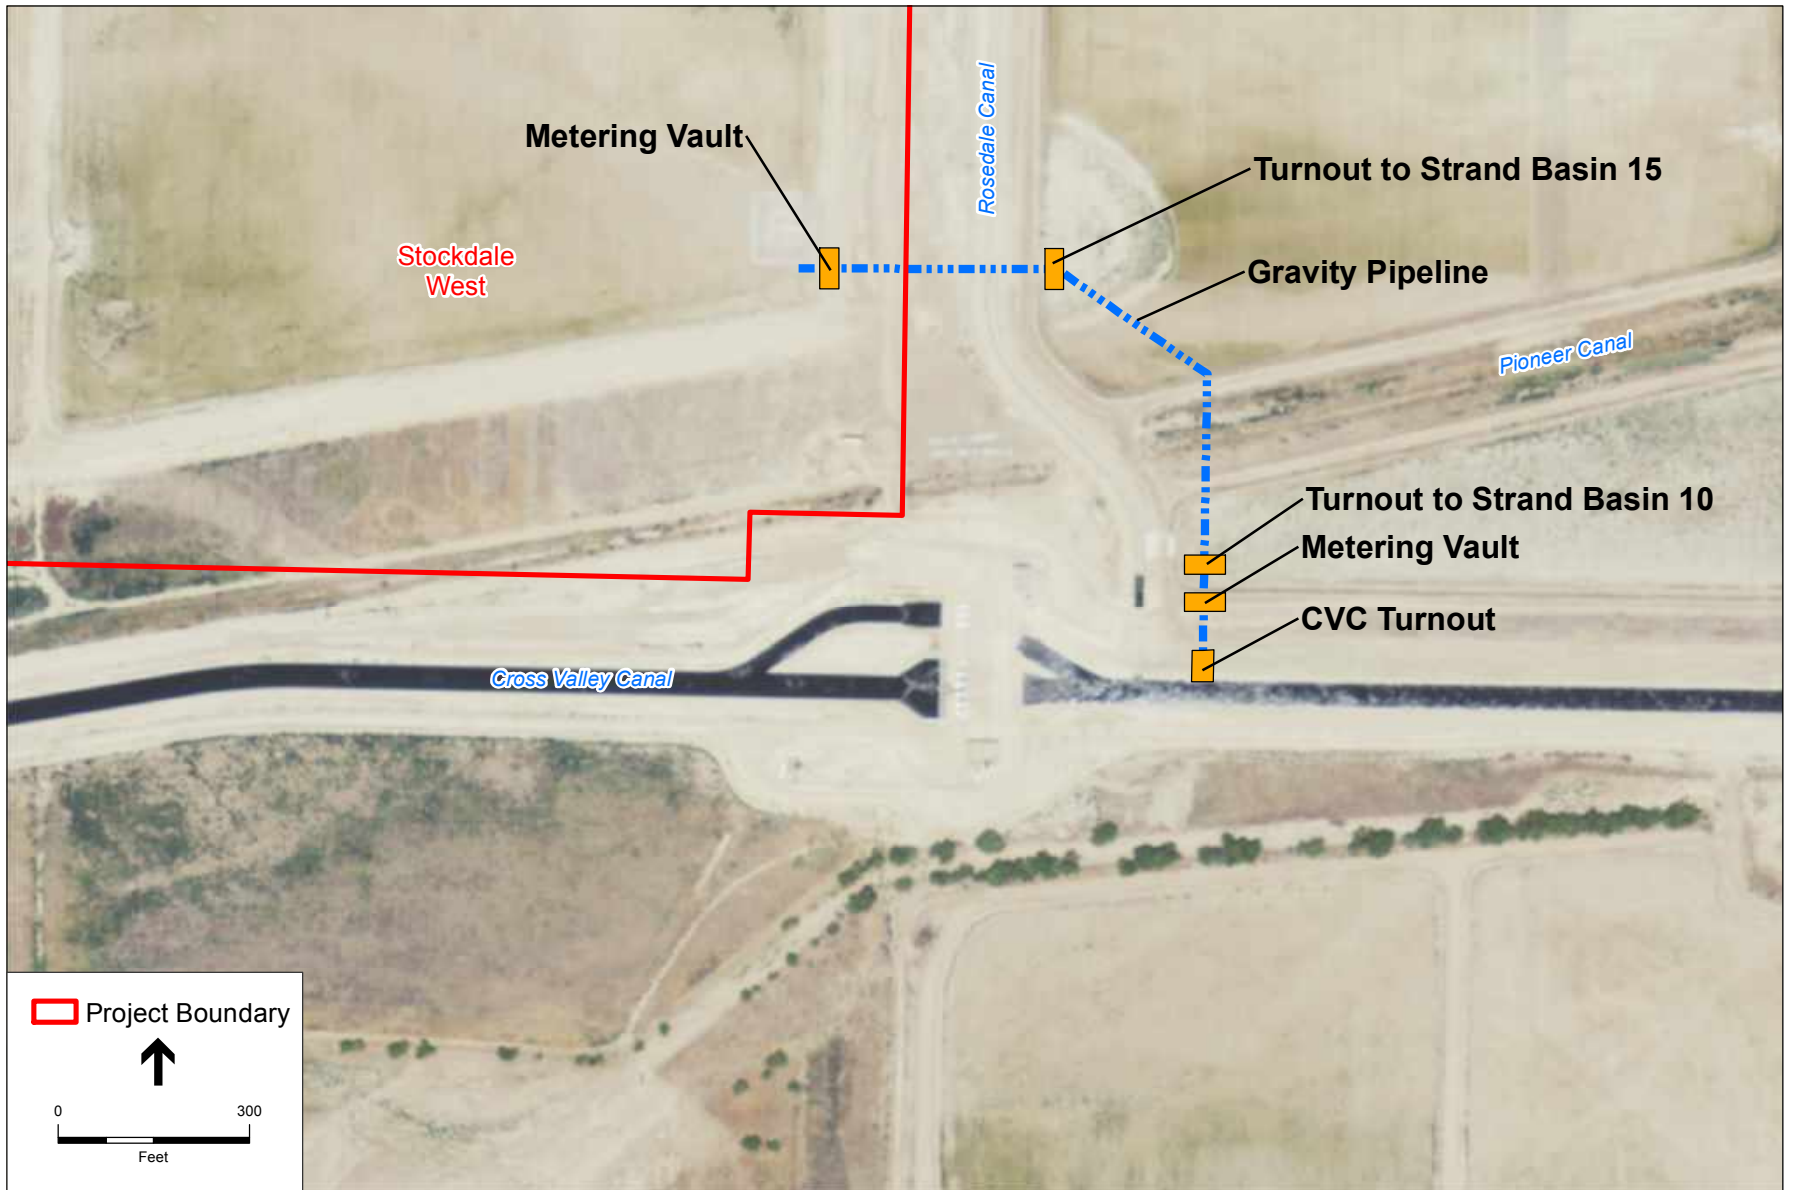 Rosedale Canal
Metering Vault
Turnout to Strand Basin 15
Stockdale
West
Gravity Pipeline
Pioneer Canal
Turnout to Strand Basin 10
Metering Vault
CVC Turnout
Cross Valley Canal
Project Boundary
0 300
Feet